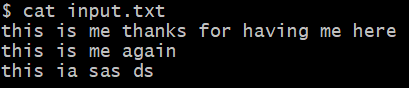 $ cat input.txt
this is me thanks for having me here
this is me again
this ia sas ds